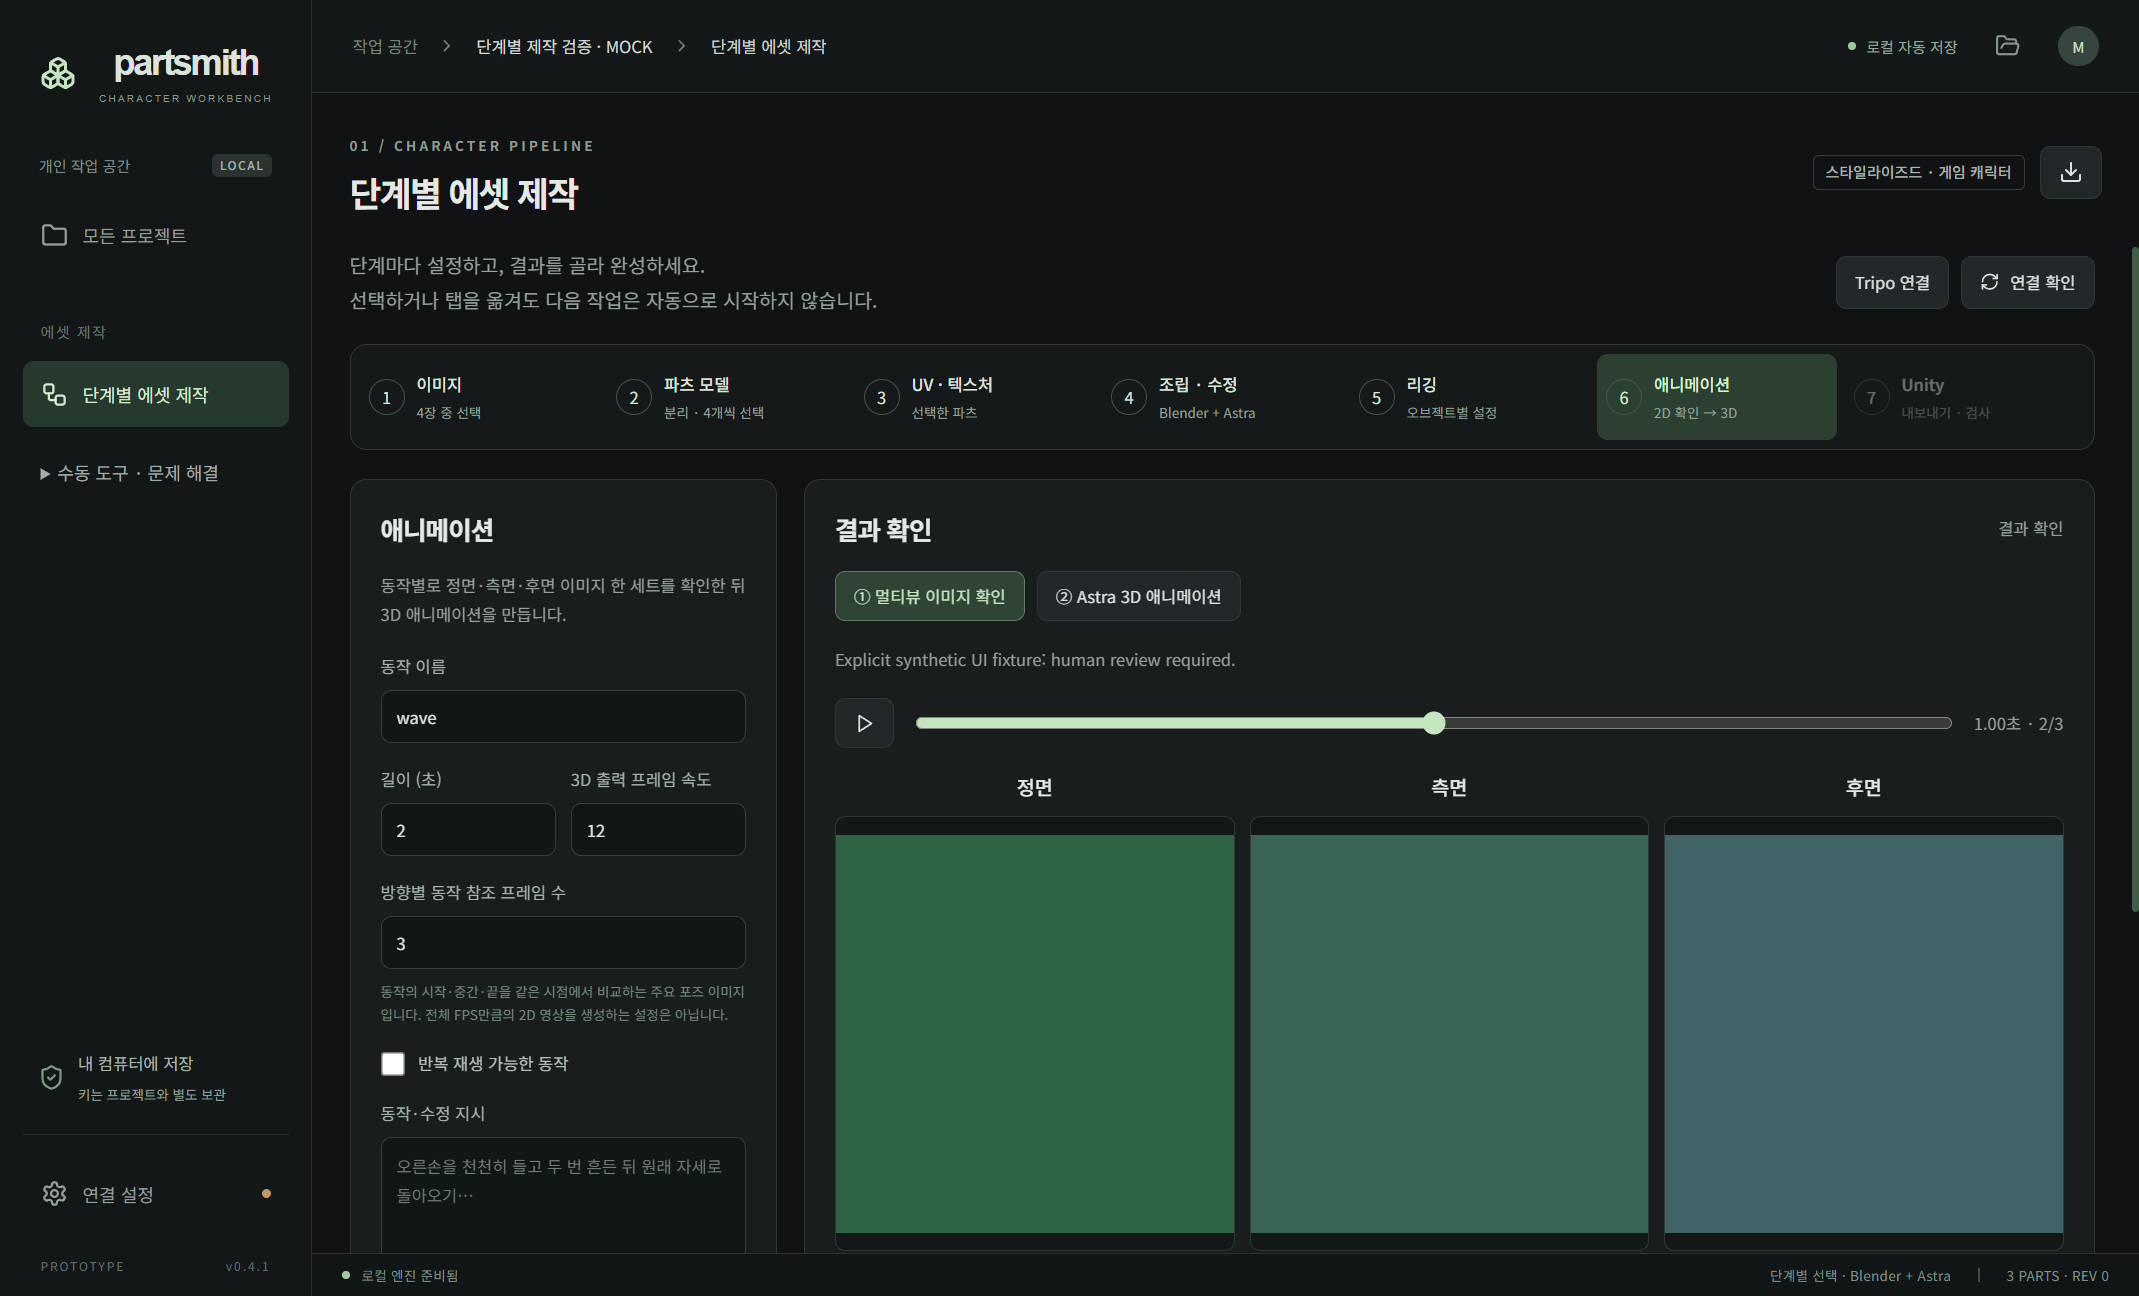 partsmith
CHARACTER WORKBENCH
개인 작업 공간
LOCAL
모든 프로젝트
에셋 제작
단계별 에셋 제작
수동 도구 · 문제 해결
내 컴퓨터에 저장
키는 프로젝트와 별도 보관
연결 설정
PROTOTYPE
v0.4.1
작업 공간 > 단계별 제작 검증 · MOCK > 단계별 에셋 제작
로컬 자동 저장
M
01 / CHARACTER PIPELINE
단계별 에셋 제작
스타일라이즈드 · 게임 캐릭터
단계마다 설정하고, 결과를 골라 완성하세요.
선택하거나 탭을 옮겨도 다음 작업은 자동으로 시작하지 않습니다.
Tripo 연결
연결 확인
1
이미지
4장 중 선택
2
파츠 모델
분리 · 4개씩 선택
3
UV · 텍스처
선택한 파츠
4
조립 · 수정
Blender + Astra
5
리깅
오브젝트별 설정
6
애니메이션
2D 확인 → 3D
7
Unity
내보내기 · 검사
애니메이션
동작별로 정면·측면·후면 이미지 한 세트를 확인한 뒤
3D 애니메이션을 만듭니다.
동작 이름
wave
길이 (초)
3D 출력 프레임 속도
2
12
방향별 동작 참조 프레임 수
3
동작의 시작·중간·끝을 같은 시점에서 비교하는 주요 포즈 이미지
입니다. 전체 FPS만큼의 2D 영상을 생성하는 설정은 아닙니다.
반복 재생 가능한 동작
동작·수정 지시
오른손을 천천히 들고 두 번 흔든 뒤 원래 자세로
돌아오기…
결과 확인
결과 확인
① 멀티뷰 이미지 확인
② Astra 3D 애니메이션
Explicit synthetic UI fixture: human review required.
1.00초 · 2/3
정면
측면
후면
로컬 엔진 준비됨
단계별 선택 · Blender + Astra
3 PARTS · REV 0